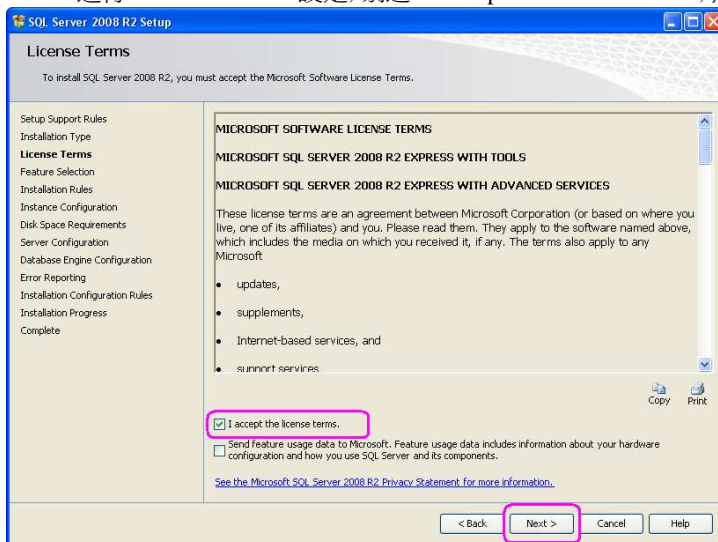 SQL Server 2008 R2 Setup
License Terms
To install SQL Server 2008 R2, you must accept the Microsoft Software License Terms.
Setup Support Rules
Installation Type
License Terms
Feature Selection
Installation Rules
Instance Configuration
Disk Space Requirements
Server Configuration
Database Engine Configuration
Error Reporting
Installation Configuration Rules
Installation Progress
Complete
MICROSOFT SOFTWARE LICENSE TERMS
MICROSOFT SQL SERVER 2008 R2 EXPRESS WITH TOOLS
MICROSOFT SQL SERVER 2008 R2 EXPRESS WITH ADVANCED SERVICES
These license terms are an agreement between Microsoft Corporation (or based on where you
live, one of its affiliates) and you. Please read them. They apply to the software named above,
which includes the media on which you received it, if any. The terms also apply to any
Microsoft
• updates,
• supplements,
• Internet-based services, and
• support services
Copy Print
I accept the license terms.
Send feature usage data to Microsoft. Feature usage data includes information about your hardware
configuration and how you use SQL Server and its components.
See the Microsoft SQL Server 2008 R2 Privacy Statement for more information.
< Back Next > Cancel Help